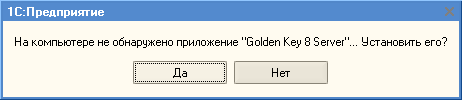 1С:Предприятие
На компьютере не обнаружено приложение "Golden Key 8 Server"... Установить его?
Да
Нет